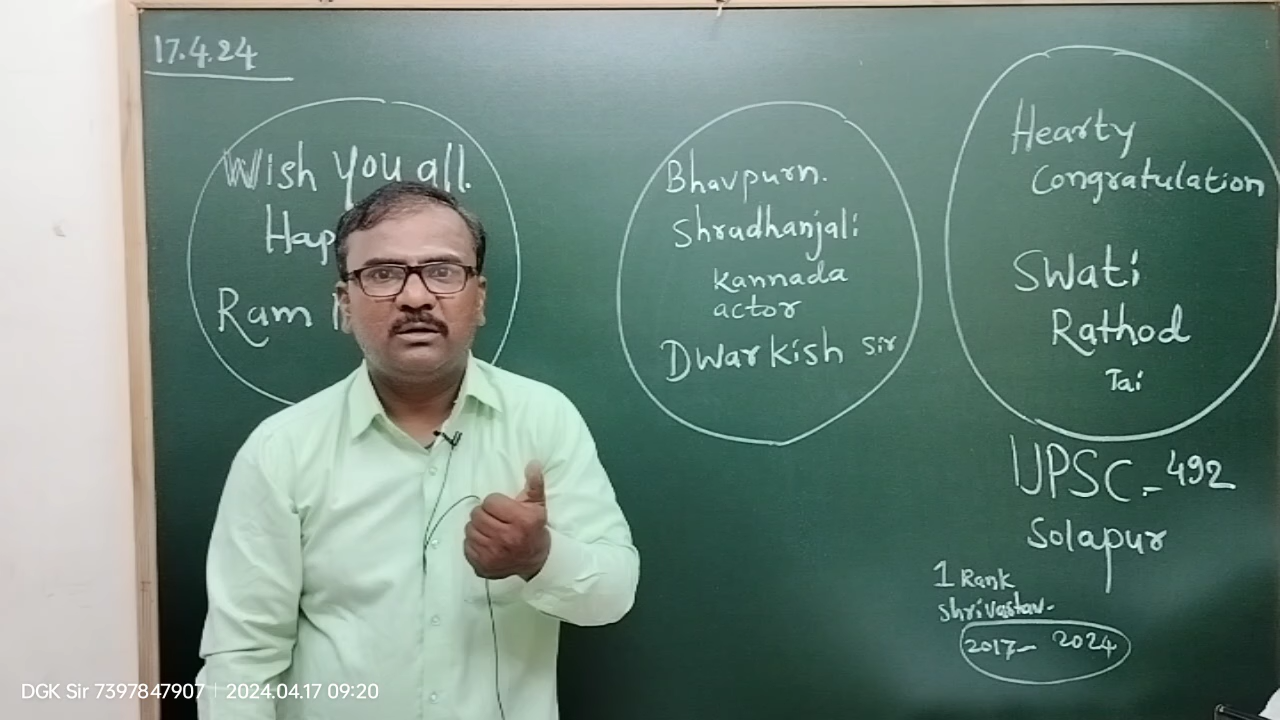 17.4.24
Wish You all.
Hap
Ram
Bhavpurn.
Shradhanjali
Kannada
actor
Dwarkish Sir
Hearty
Congratulation
Swati
Rathod
Tai
UPSC - 492
Solapur
1 Rank
Shrivastav-
2017- 2024
DGK Sir 7397847907 | 2024.04.17 09:20